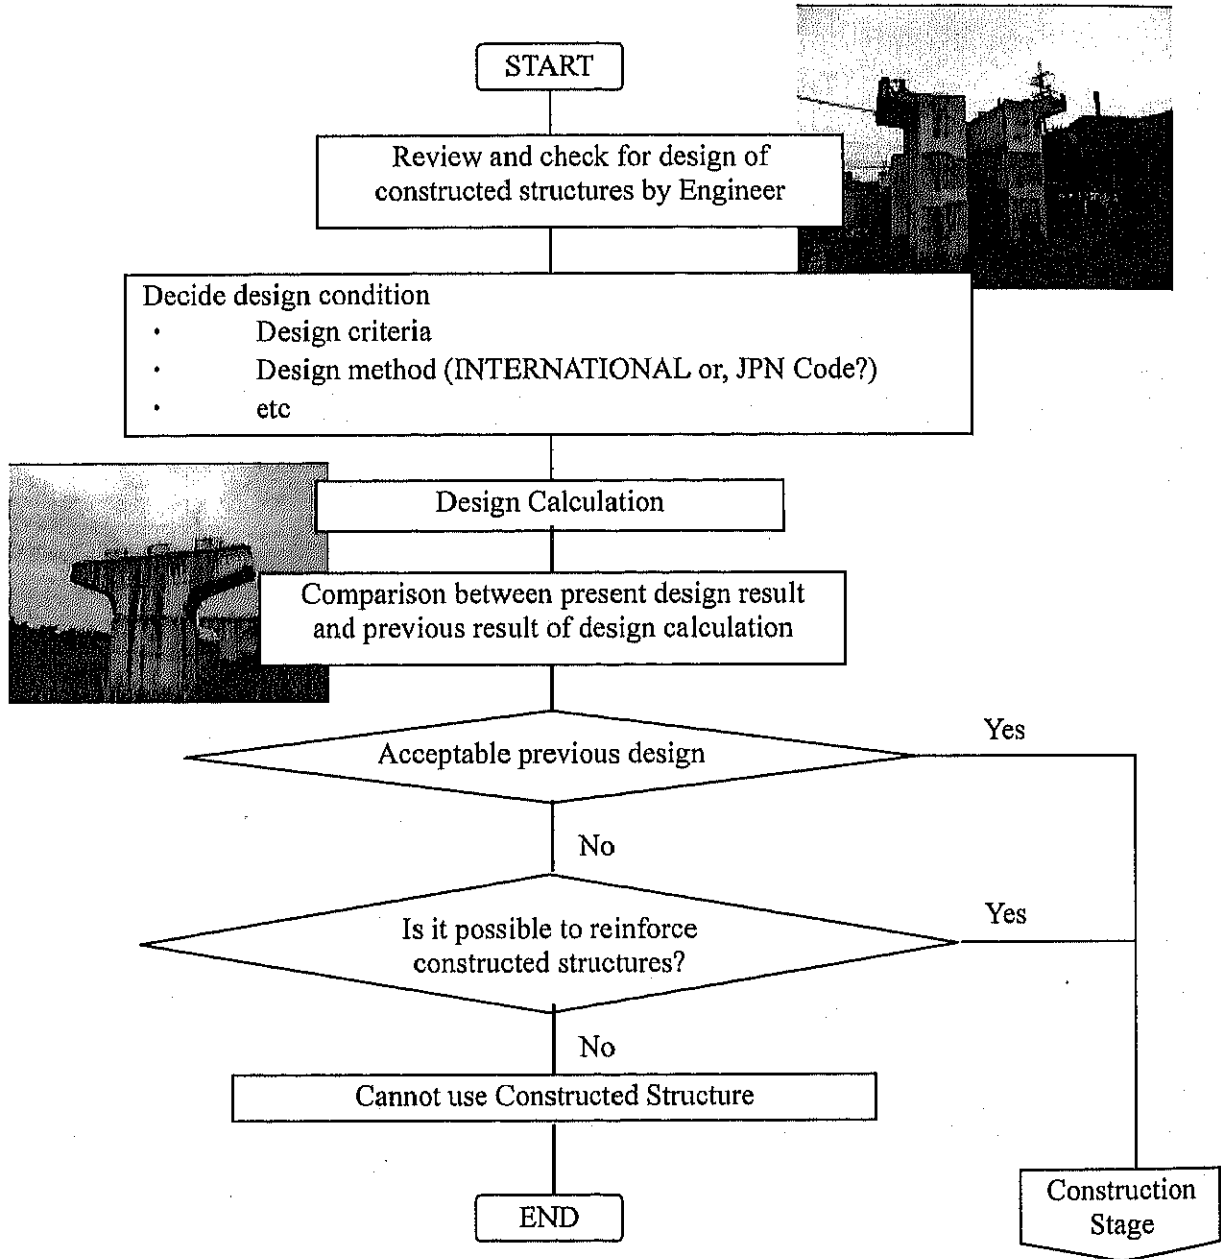 START
Review and check for design of
constructed structures by Engineer
Decide design condition
・ Design criteria
・ Design method (INTERNATIONAL or, JPN Code?)
・ etc
Design Calculation
Comparison between present design result
and previous result of design calculation
Acceptable previous design
Yes
No
Is it possible to reinforce
constructed structures?
Yes
No
Cannot use Constructed Structure
END
Construction
Stage